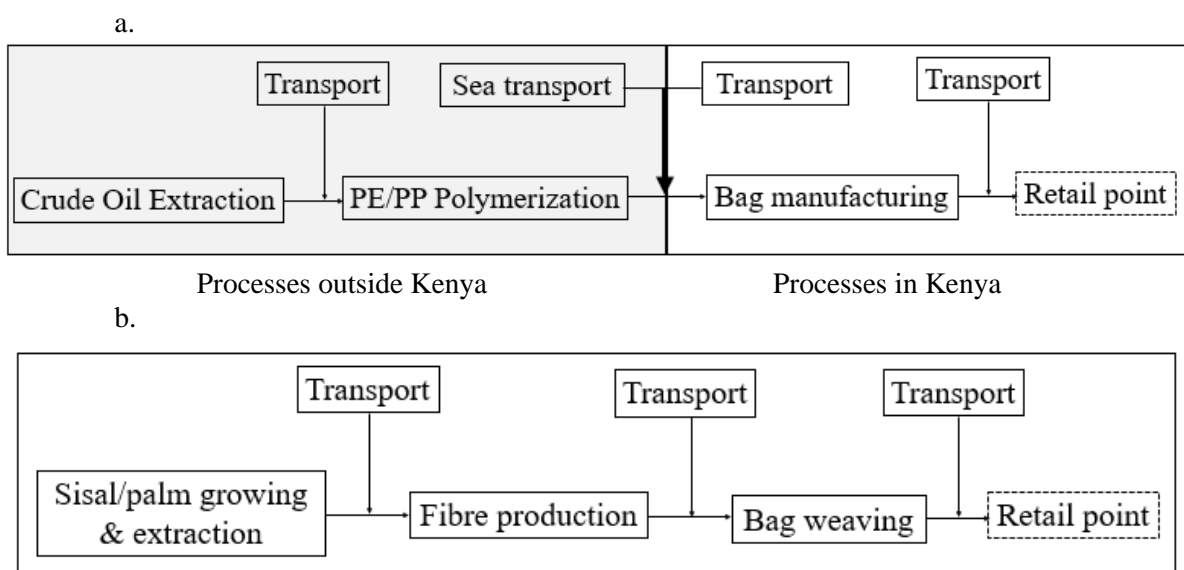 a.
Transport
Sea transport
Transport
Transport
Crude Oil Extraction
PE/PP Polymerization
Bag manufacturing
Retail point
Processes outside Kenya
Processes in Kenya
b.
Transport
Transport
Transport
Sisal/palm growing
& extraction
Fibre production
Bag weaving
Retail point